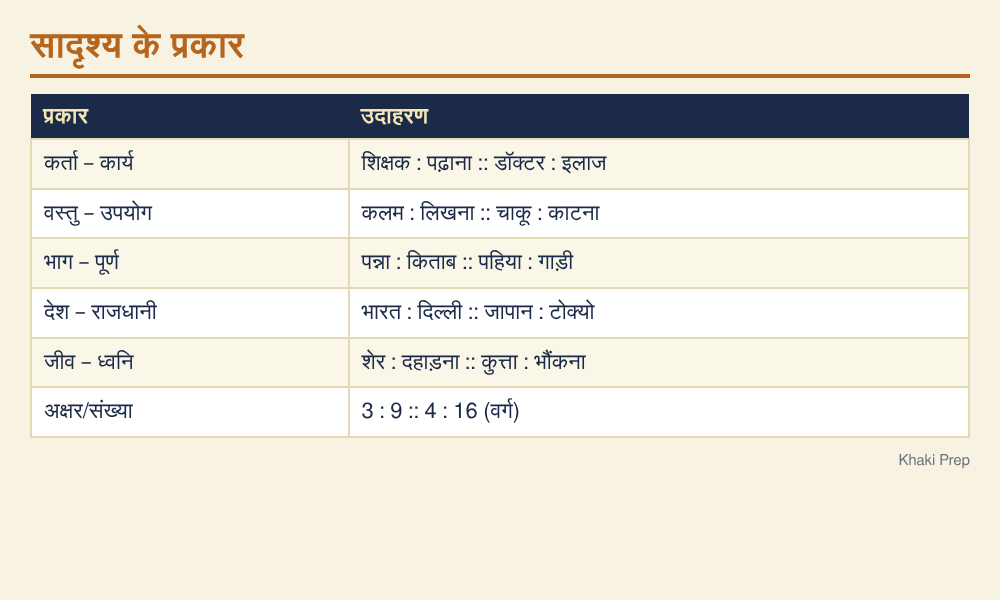 सादृश्य के प्रकार
प्रकार उदाहरण
कर्ता – कार्य शिक्षक : पढ़ाना :: डॉक्टर : इलाज
वस्तु – उपयोग कलम : लिखना :: चाकू : काटना
भाग – पूर्ण पन्ना : किताब :: पहिया : गाड़ी
देश – राजधानी भारत : दिल्ली :: जापान : टोक्यो
जीव – ध्वनि शेर : दहाड़ना :: कुत्ता : भौंकना
अक्षर/संख्या 3 : 9 :: 4 : 16 (वर्ग)
Khaki Prep